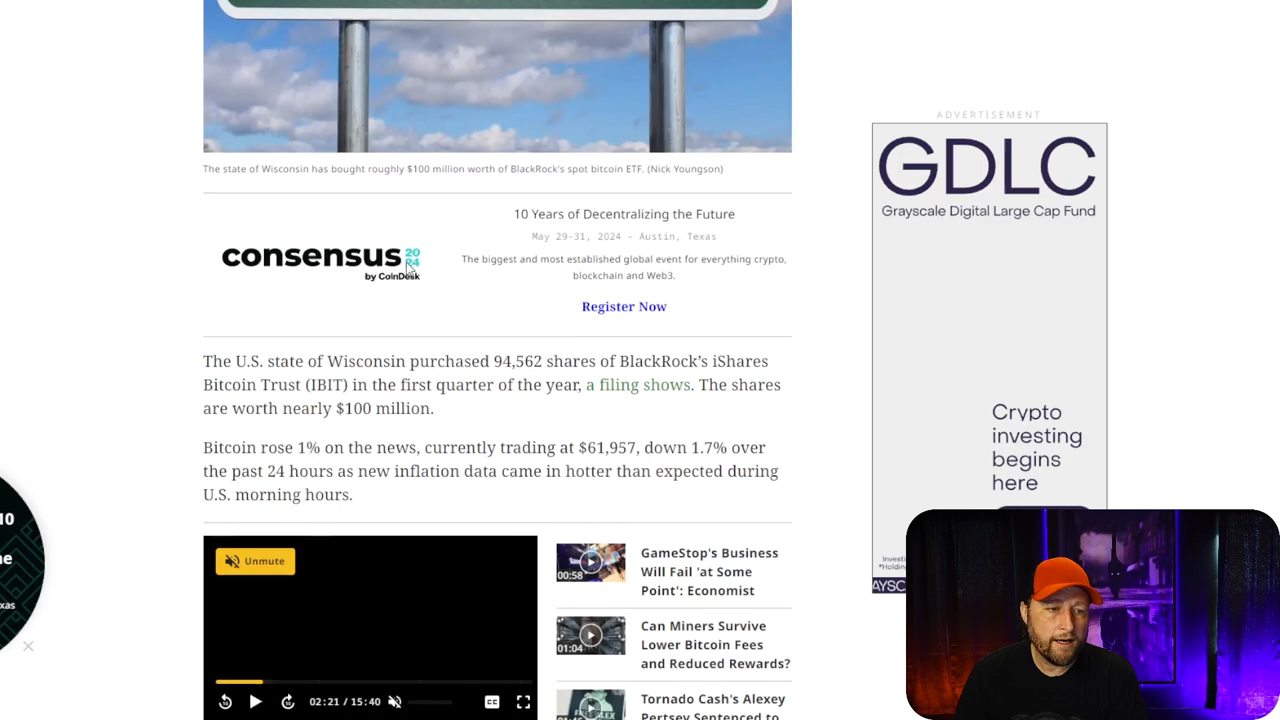 The state of Wisconsin has bought roughly $100 million worth of BlackRock's spot bitcoin ETF. (Nick Youngson)
consensus 20
24
by CoinDesk
10 Years of Decentralizing the Future
May 29-31, 2024 - Austin, Texas
The biggest and most established global event for everything crypto,
blockchain and Web3.
Register Now
The U.S. state of Wisconsin purchased 94,562 shares of BlackRock’s iShares
Bitcoin Trust (IBIT) in the first quarter of the year, a filing shows. The shares
are worth nearly $100 million.
Bitcoin rose 1% on the news, currently trading at $61,957, down 1.7% over
the past 24 hours as new inflation data came in hotter than expected during
U.S. morning hours.
Unmute
02:21 / 15:40
CC
00:58
GameStop's Business
Will Fail 'at Some
Point': Economist
01:04
Can Miners Survive
Lower Bitcoin Fees
and Reduced Rewards?
Tornado Cash's Alexey
Pertsey Sentenced to
ADVERTISEMENT
GDLC
Grayscale Digital Large Cap Fund
Crypto
investing
begins
here
10